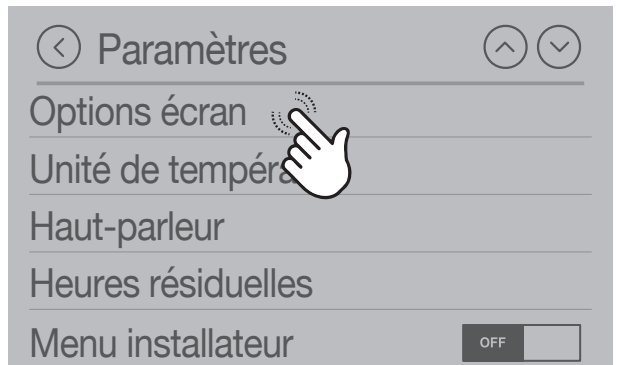 Paramètres
Options écran
Unité de tempéra
Haut-parleur
Heures résiduelles
Menu installateur OFF